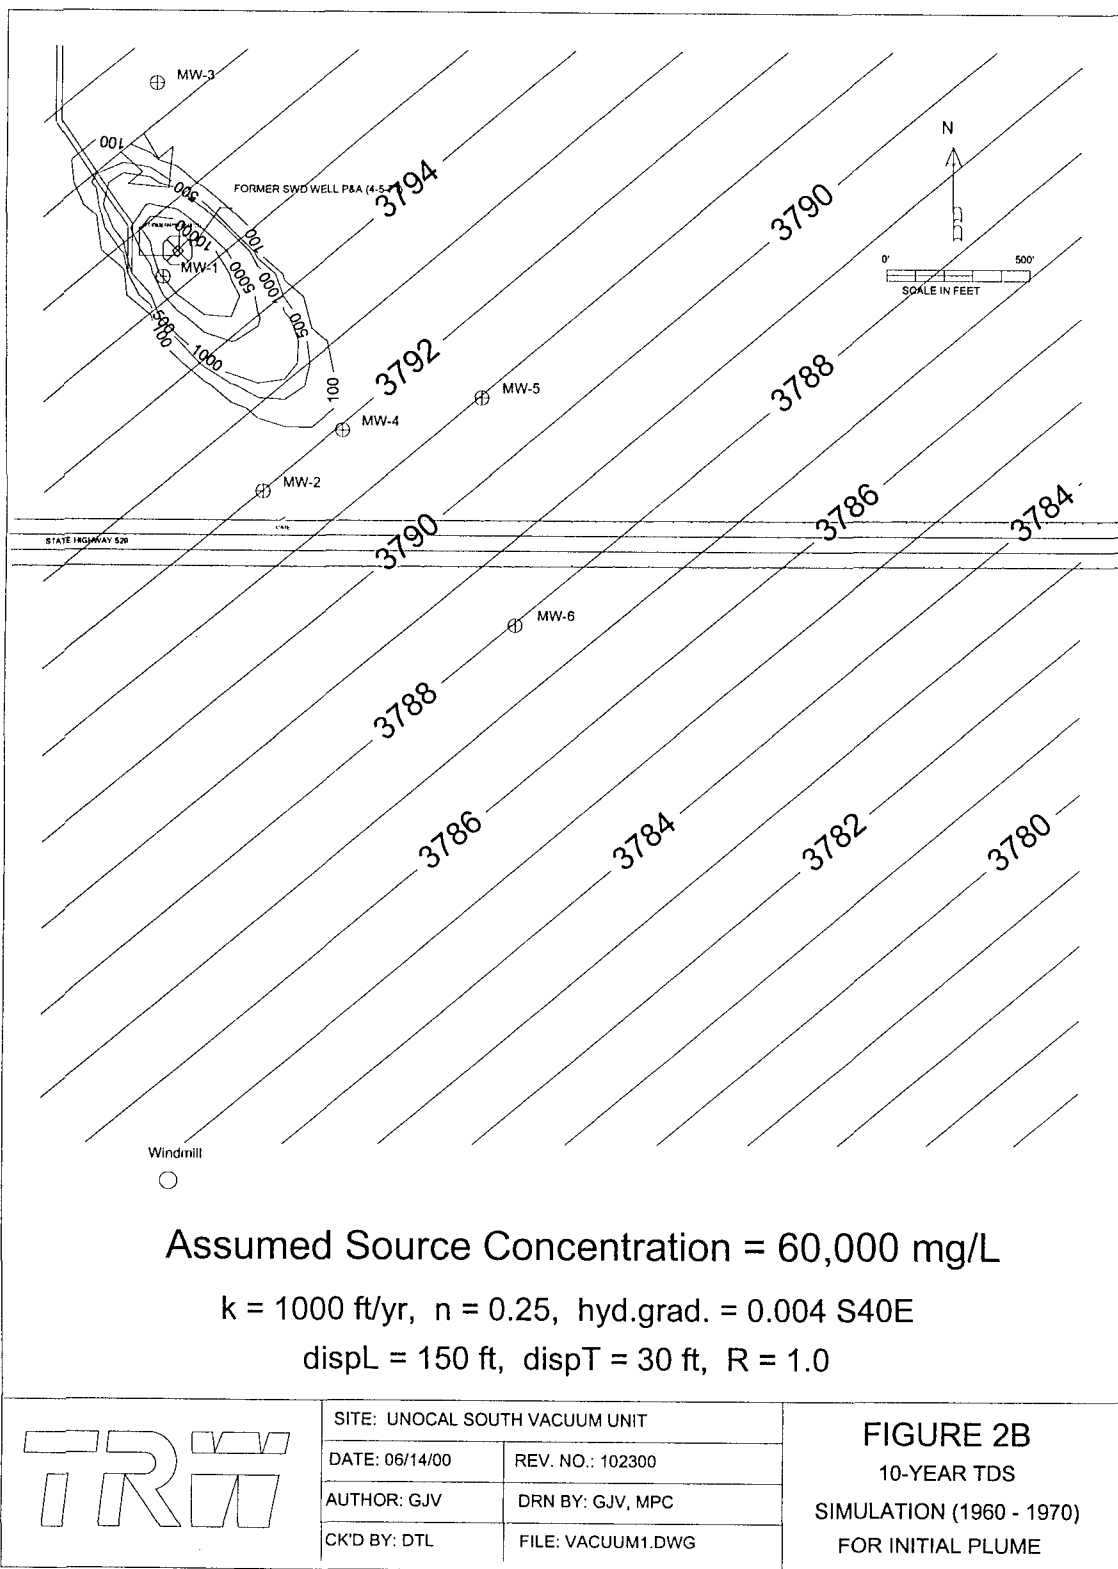 MW-3
100
500
FORMER SWD WELL P&A (4-5-
3794
3790
N
10000
100
MW-1
5000
1000
500
0' 500'
SCALE IN FEET
500
100
1000
3792
100
3788
MW-5
MW-4
MW-2
3790
3786
3784
STATE HIGHWAY 529
MW-6
3788
3786
3784
3782
3780
Windmill
Assumed Source Concentration = 60,000 mg/L
k = 1000 ft/yr, n = 0.25, hyd.grad. = 0.004 S40E
dispL = 150 ft, dispT = 30 ft, R = 1.0
TRW
SITE: UNOCAL SOUTH VACUUM UNIT
DATE: 06/14/00
REV. NO.: 102300
AUTHOR: GJV
DRN BY: GJV, MPC
CK'D BY: DTL
FILE: VACUUM1.DWG
FIGURE 2B
10-YEAR TDS
SIMULATION (1960 - 1970)
FOR INITIAL PLUME